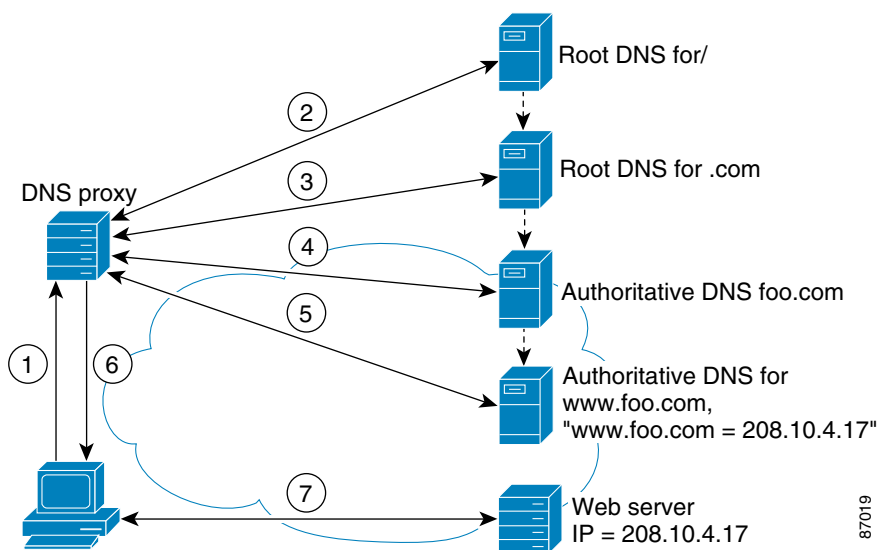 Root DNS for/
2
Root DNS for .com
3
DNS proxy
4
Authoritative DNS foo.com
5
1
6
Authoritative DNS for
www.foo.com,
"www.foo.com = 208.10.4.17"
7
Web server
IP = 208.10.4.17
87019